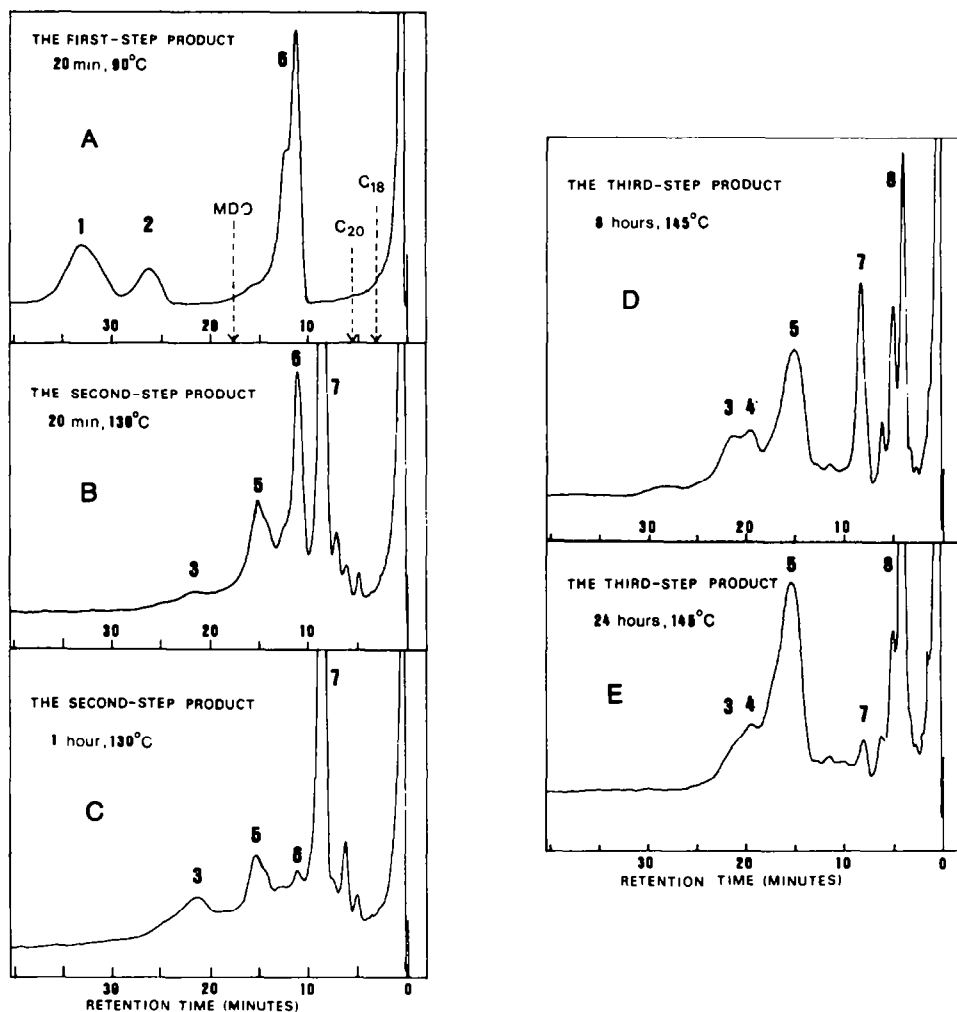 THE FIRST-STEP PRODUCT
20 min, 90°C
A
6
1
2
MDO
C20
C18
30
20
10
THE SECOND-STEP PRODUCT
20 min, 130°C
B
6
7
5
3
30
20
10
THE SECOND-STEP PRODUCT
1 hour, 130°C
C
7
5
6
3
30
20
10
0
RETENTION TIME (MINUTES)
THE THIRD-STEP PRODUCT
8 hours, 145°C
D
8
7
5
3
4
30
20
10
0
THE THIRD-STEP PRODUCT
24 hours, 145°C
E
5
8
3
4
7
30
20
10
0
RETENTION TIME (MINUTES)